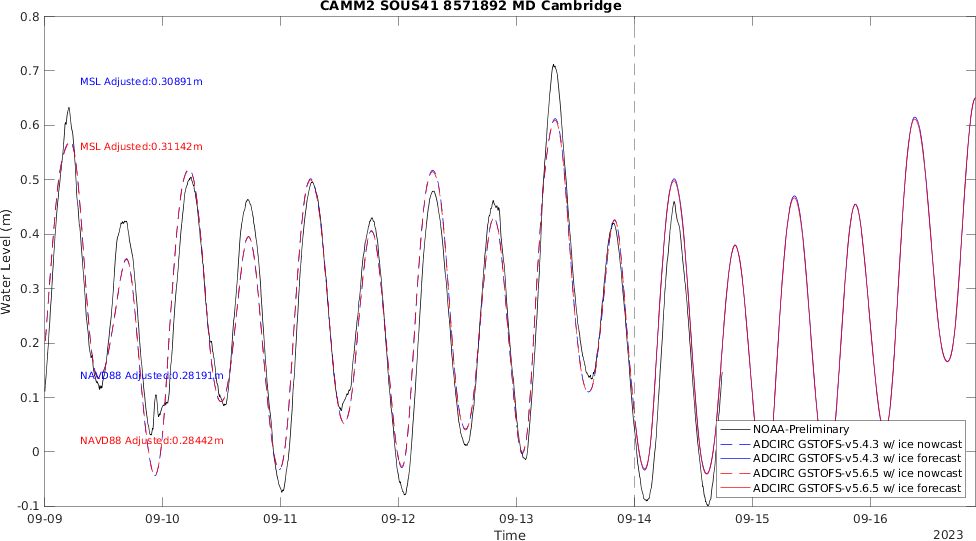 CAMM2 SOUS41 8571892 MD Cambridge
0.8
0.7
0.6
0.5
0.4
0.3
0.2
0.1
0
-0.1
Water Level (m)
MSL Adjusted:0.30891m
MSL Adjusted:0.31142m
NAVD88 Adjusted:0.28191m
NAVD88 Adjusted:0.28442m
NOAA-Preliminary
ADCIRC GSTOFS-v5.4.3 w/ ice nowcast
ADCIRC GSTOFS-v5.4.3 w/ ice forecast
ADCIRC GSTOFS-v5.6.5 w/ ice nowcast
ADCIRC GSTOFS-v5.6.5 w/ ice forecast
09-09 09-10 09-11 09-12 09-13 09-14 09-15 09-16
Time
2023